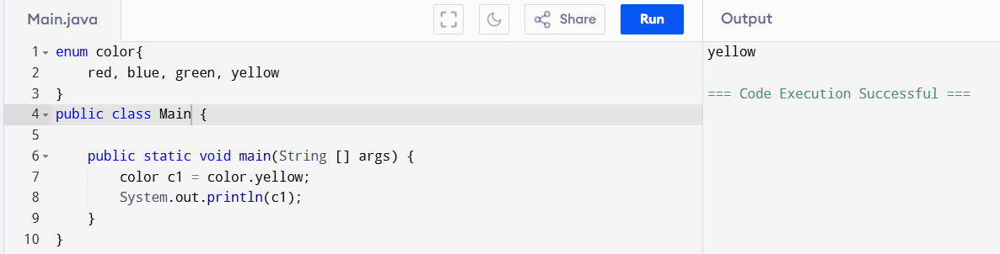 Main.java
Share
Run
Output
1 enum color{
2 red, blue, green, yellow
3 }
4 public class Main {
5
6 public static void main(String [] args) {
7 color c1 = color.yellow;
8 System.out.println(c1);
9 }
10 }
yellow
=== Code Execution Successful ===